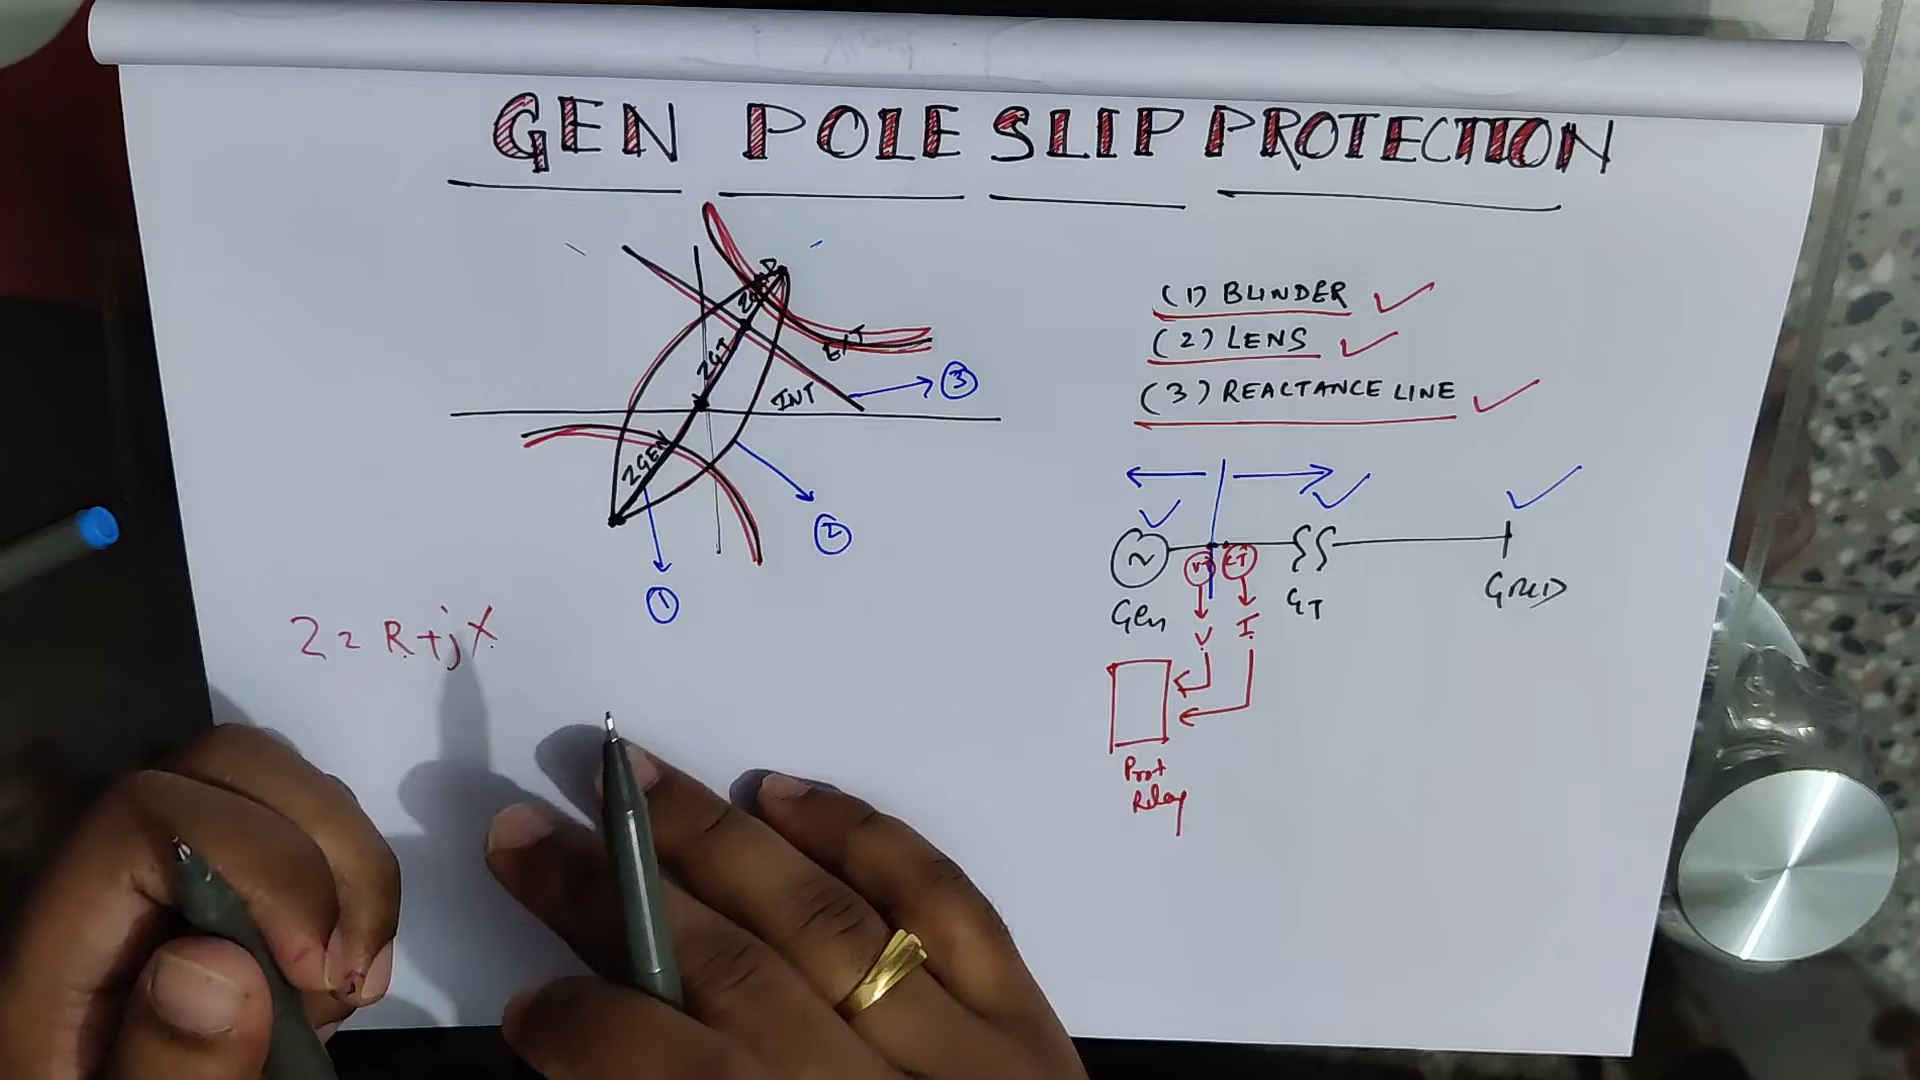 GEN POLE SLIP PROTECTION
EXT
ZGT
INT
ZGEN
3
2
1
Z = R+jX
(1) BLINDER
(2) LENS
(3) REACTANCE LINE
~
VT
CT
Gen
GT
GRID
V
I
Prot
Relay